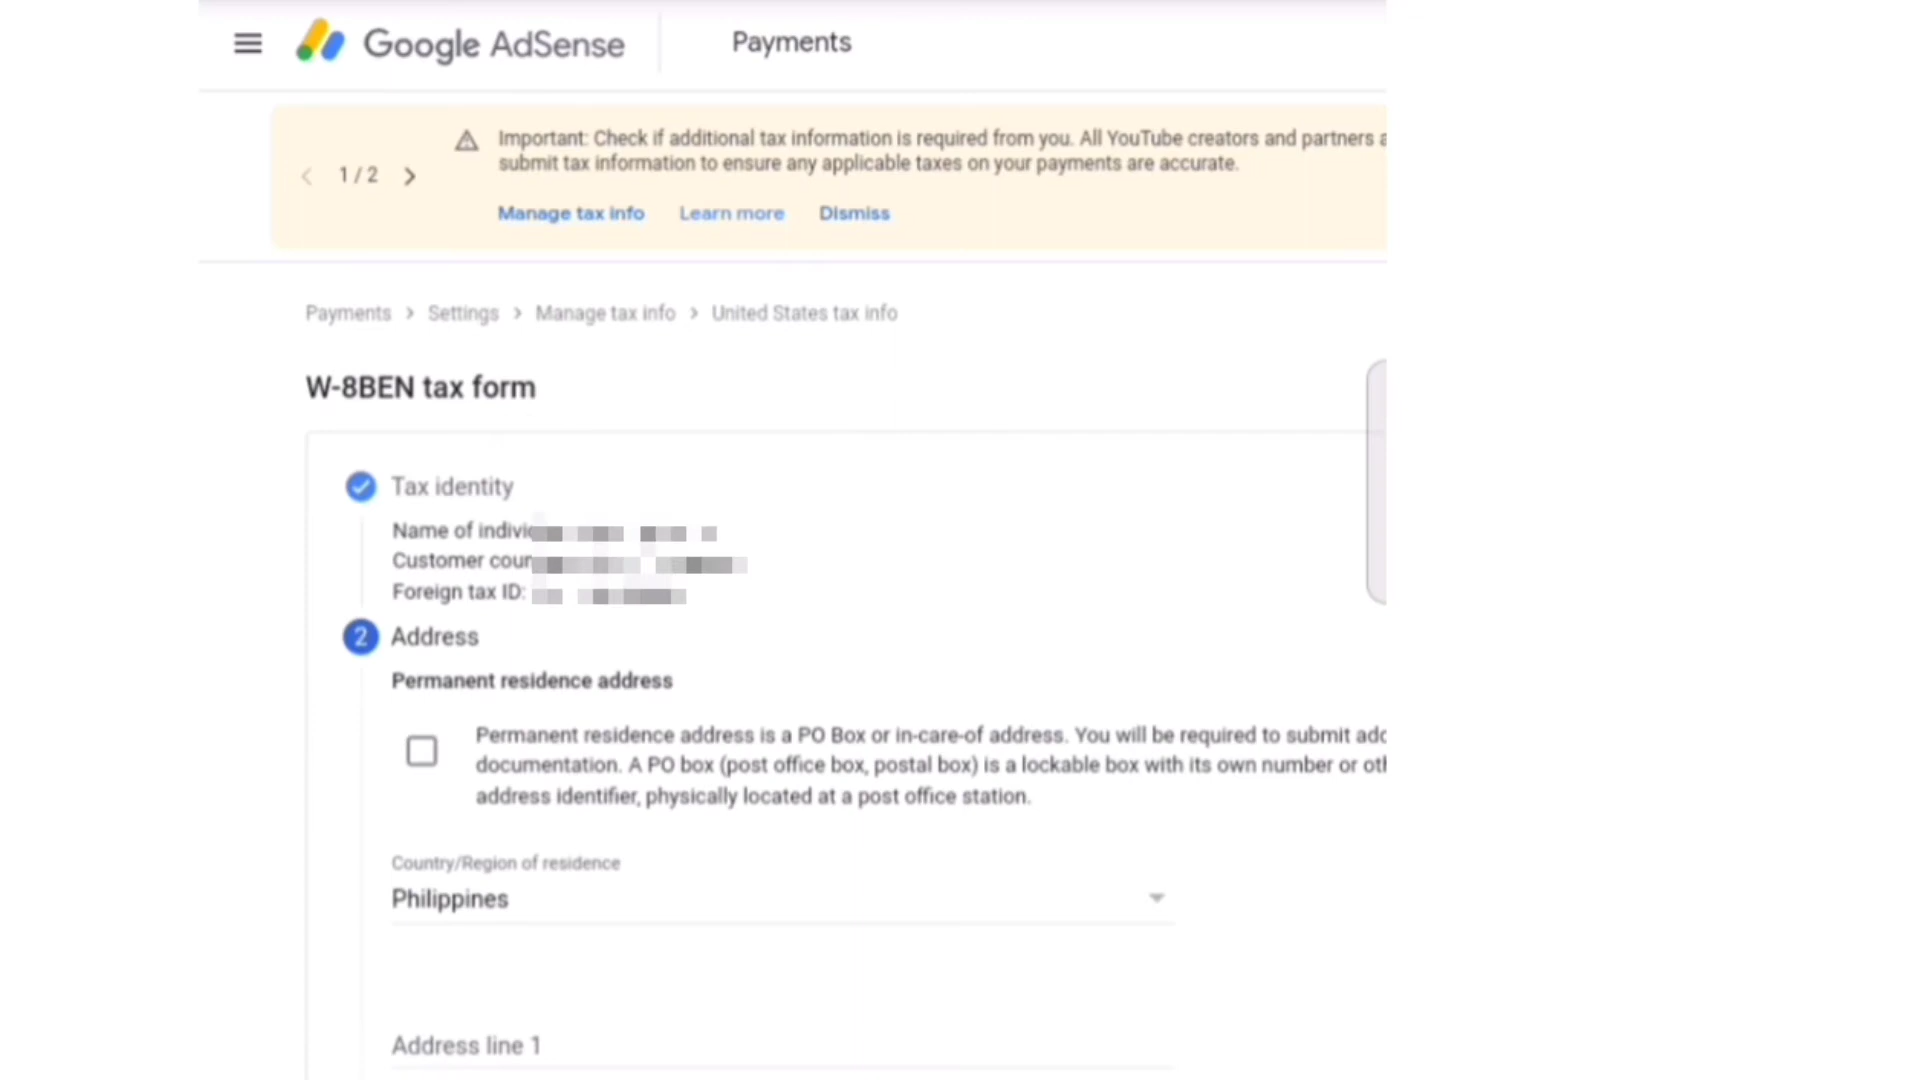 Google AdSense
Payments
Important: Check if additional tax information is required from you. All YouTube creators and partners
submit tax information to ensure any applicable taxes on your payments are accurate.
1 / 2
Manage tax info Learn more Dismiss
Payments > Settings > Manage tax info > United States tax info
W-8BEN tax form
Tax identity
Name of
Customer
Foreign tax ID:
2 Address
Permanent residence address
Permanent residence address is a PO Box or in-care-of address. You will be required to submit
documentation. A PO box (post office box, postal box) is a lockable box with its own number or
address identifier, physically located at a post office station.
Country/Region of residence
Philippines
Address line 1